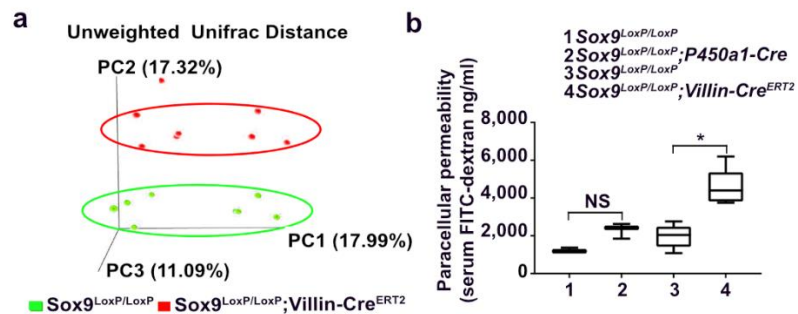 a
Unweighted Unifrac Distance
PC2 (17.32%)
PC1 (17.99%)
PC3 (11.09%)
Sox9LoxP/LoxP Sox9LoxP/LoxP;Villin-CreERT2
b
1 Sox9LoxP/LoxP
2 Sox9LoxP/LoxP;P450a1-Cre
3 Sox9LoxP/LoxP
4 Sox9LoxP/LoxP;Villin-CreERT2
Paracellular permeability
(serum FITC-dextran ng/ml)
8,000
6,000
4,000
2,000
0
NS
*
1 2 3 4